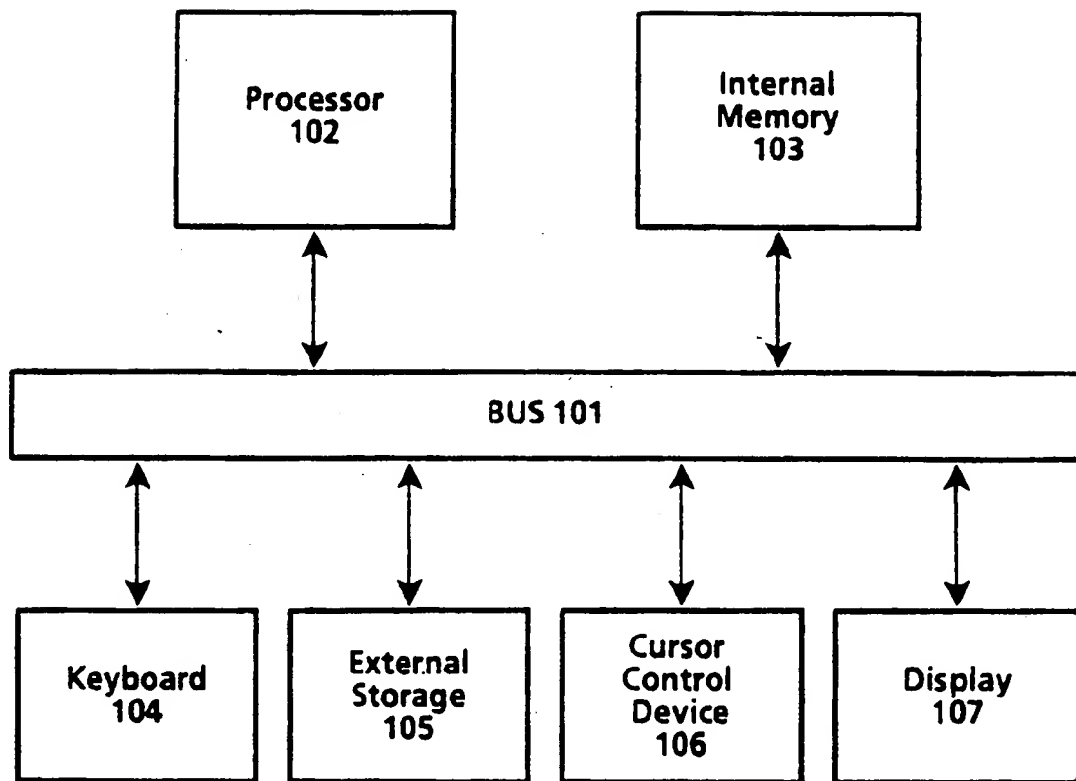 Processor
102
Internal
Memory
103
BUS 101
Keyboard
104
External
Storage
105
Cursor
Control
Device
106
Display
107